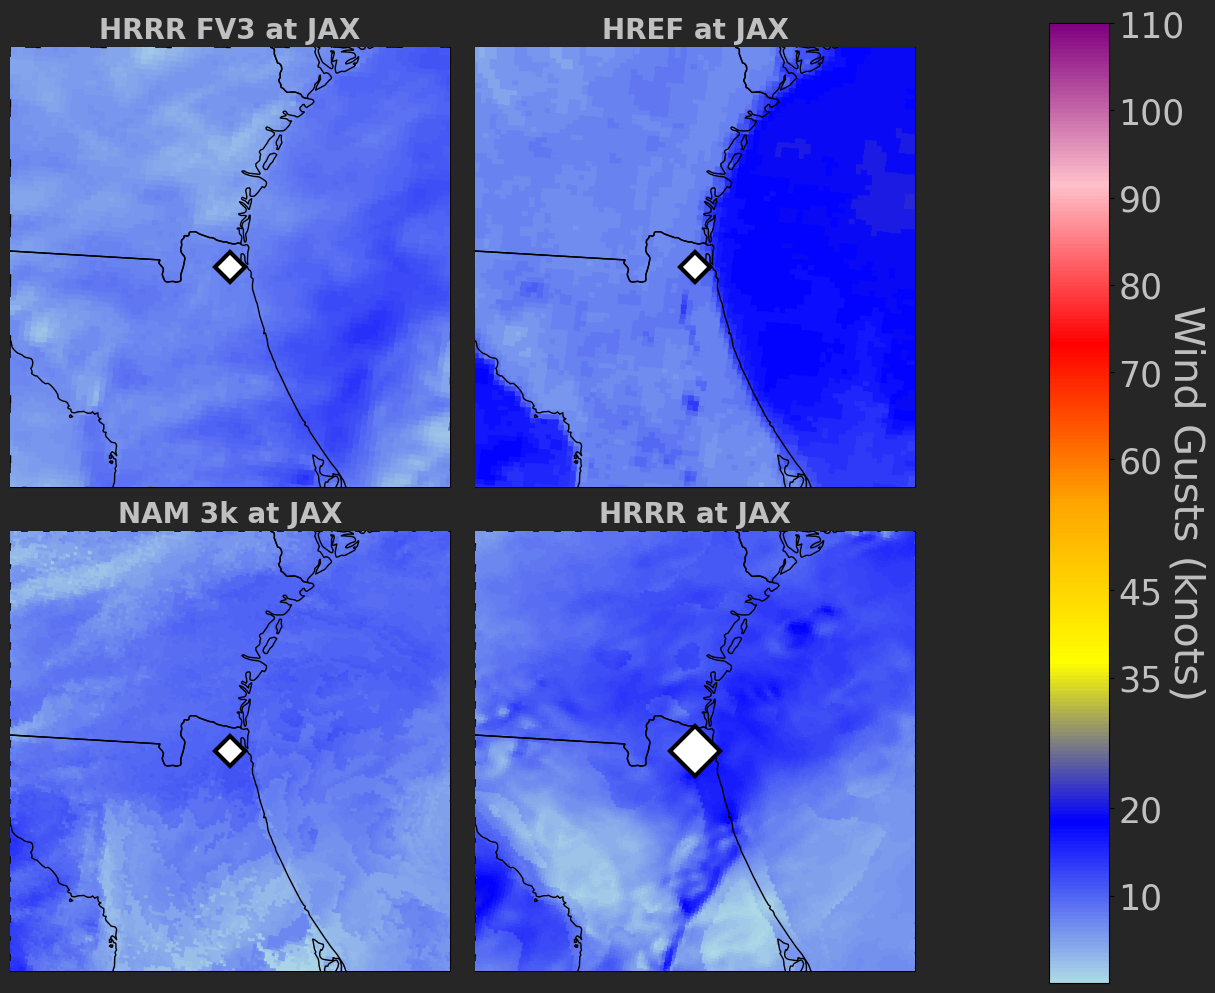 HRRR FV3 at JAX
HREF at JAX
NAM 3k at JAX
HRRR at JAX
110
100
90
80
70
60
45
35
20
10
Wind Gusts (knots)